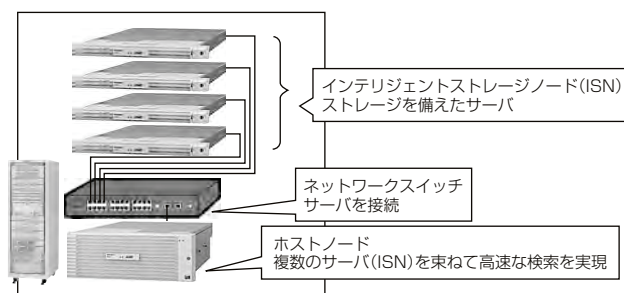 インテリジェントストレージノード(ISN)
ストレージを備えたサーバ
ネットワークスイッチ
サーバを接続
ホストノード
複数のサーバ(ISN)を束ねて高速な検索を実現